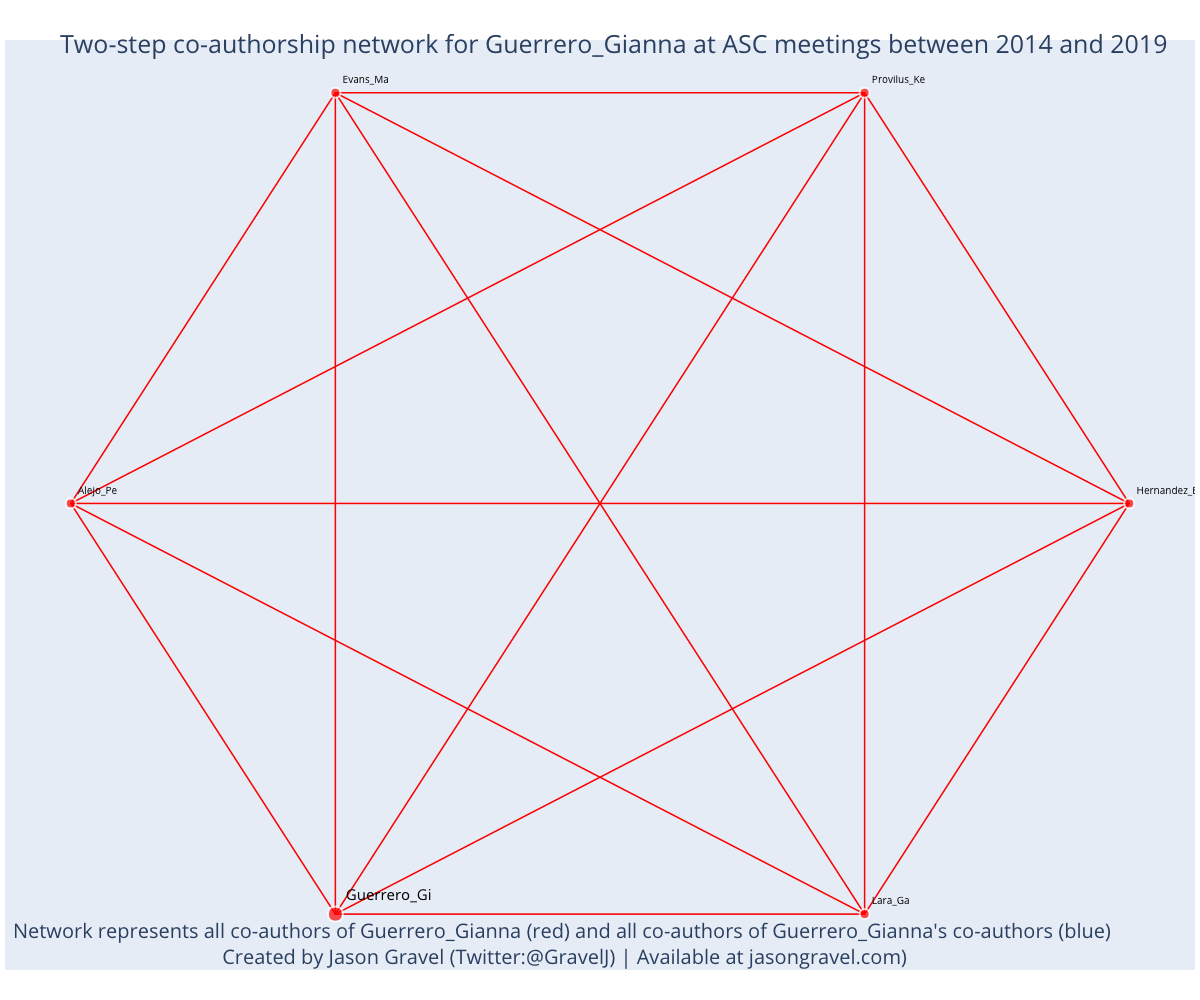 Two-step co-authorship network for Guerrero_Gianna at ASC meetings between 2014 and 2019
Evans_Ma
Provilus_Ke
Alejo_Pe
Guerrero_Gi
Lara_Ga
Network represents all co-authors of Guerrero_Gianna (red) and all co-authors of Guerrero_Gianna's co-authors (blue)
Created by Jason Gravel (Twitter:@GravelJ) | Available at jasongravel.com)